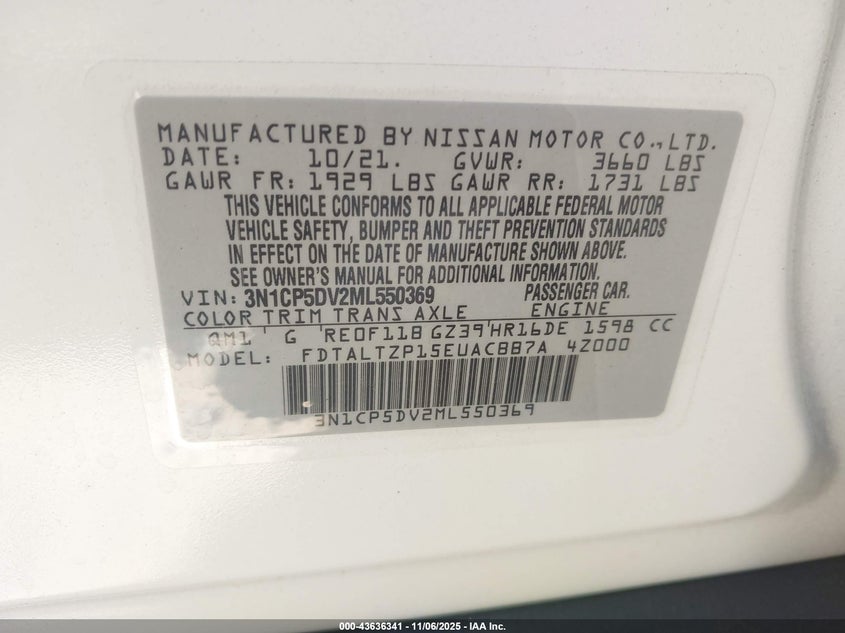 MANUFACTURED BY NISSAN MOTOR CO.,LTD.
DATE: 10/21. GVWR: 3660 LBS
GAWR FR: 1929 LBS GAWR RR: 1731 LBS
THIS VEHICLE CONFORMS TO ALL APPLICABLE FEDERAL MOTOR
VEHICLE SAFETY, BUMPER AND THEFT PREVENTION STANDARDS
IN EFFECT ON THE DATE OF MANUFACTURE SHOWN ABOVE.
SEE OWNER'S MANUAL FOR ADDITIONAL INFORMATION.
VIN: 3N1CP5DV2ML550369 PASSENGER CAR.
COLOR TRIM TRANS AXLE ENGINE
QM1 G RE0F11B GZ39 HR16DE 1598 CC
MODEL: FDTALTZP15EUACBB7A 4Z000
3N1CP5DV2ML550369
000-43636341 - 11/06/2025 - IAA Inc.